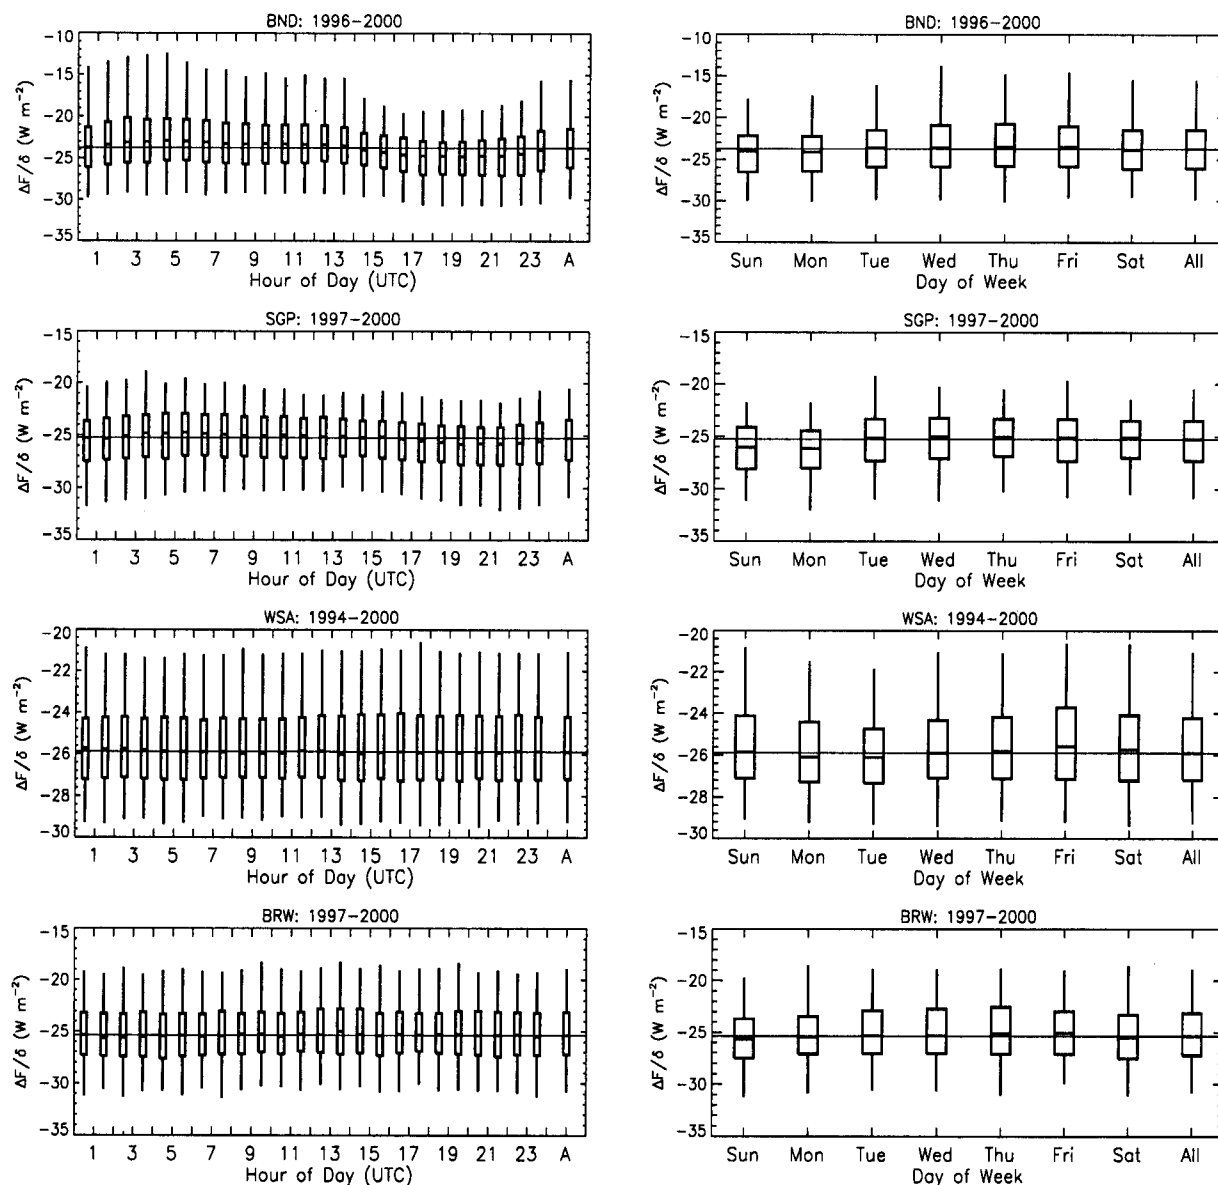 BND: 1996−2000
−10
−15
−20
−25
−30
−35
ΔF/δ (W m⁻²)
1 3 5 7 9 11 13 15 17 19 21 23 A
Hour of Day (UTC)
BND: 1996−2000
−10
−15
−20
−25
−30
−35
ΔF/δ (W m⁻²)
Sun Mon Tue Wed Thu Fri Sat All
Day of Week
SGP: 1997−2000
−15
−20
−25
−30
−35
ΔF/δ (W m⁻²)
1 3 5 7 9 11 13 15 17 19 21 23 A
Hour of Day (UTC)
SGP: 1997−2000
−15
−20
−25
−30
−35
ΔF/δ (W m⁻²)
Sun Mon Tue Wed Thu Fri Sat All
Day of Week
WSA: 1994−2000
−20
−22
−24
−26
−28
−30
ΔF/δ (W m⁻²)
1 3 5 7 9 11 13 15 17 19 21 23 A
Hour of Day (UTC)
WSA: 1994−2000
−20
−22
−24
−26
−28
−30
ΔF/δ (W m⁻²)
Sun Mon Tue Wed Thu Fri Sat All
Day of Week
BRW: 1997−2000
−15
−20
−25
−30
−35
ΔF/δ (W m⁻²)
1 3 5 7 9 11 13 15 17 19 21 23 A
Hour of Day (UTC)
BRW: 1997−2000
−15
−20
−25
−30
−35
ΔF/δ (W m⁻²)
Sun Mon Tue Wed Thu Fri Sat All
Day of Week